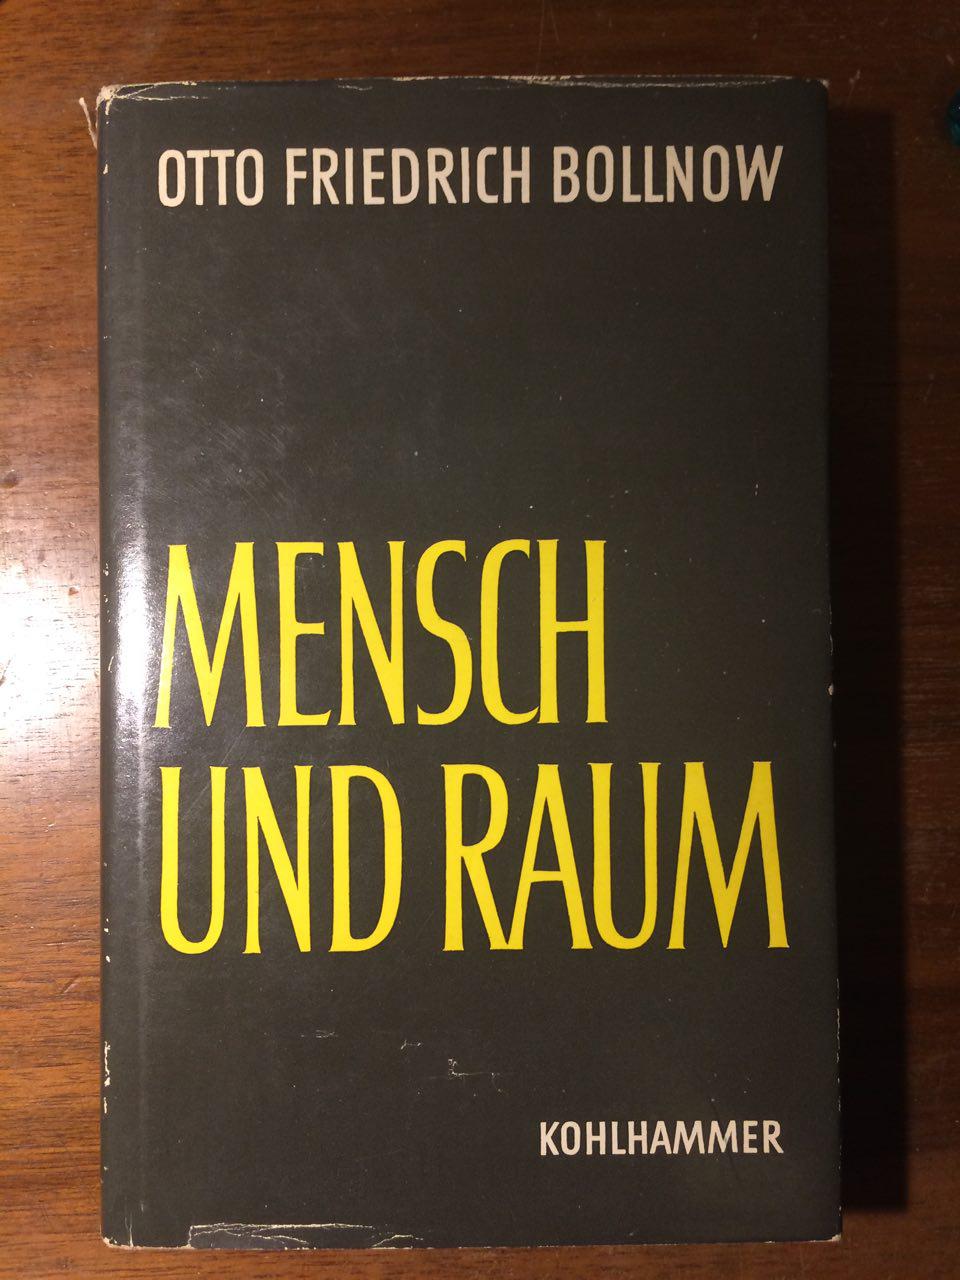 OTTO FRIEDRICH BOLLNOW
MENSCH
UND RAUM
KOHLHAMMER